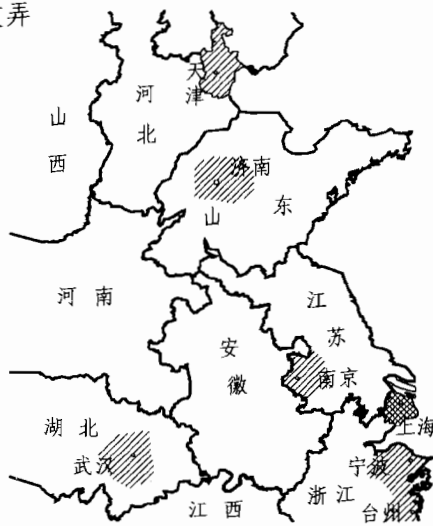 弄
天津
河北
山西
济南
山东
河南
江苏
安徽
南京
上海
湖北
武汉
宁波
浙江
台州
江西